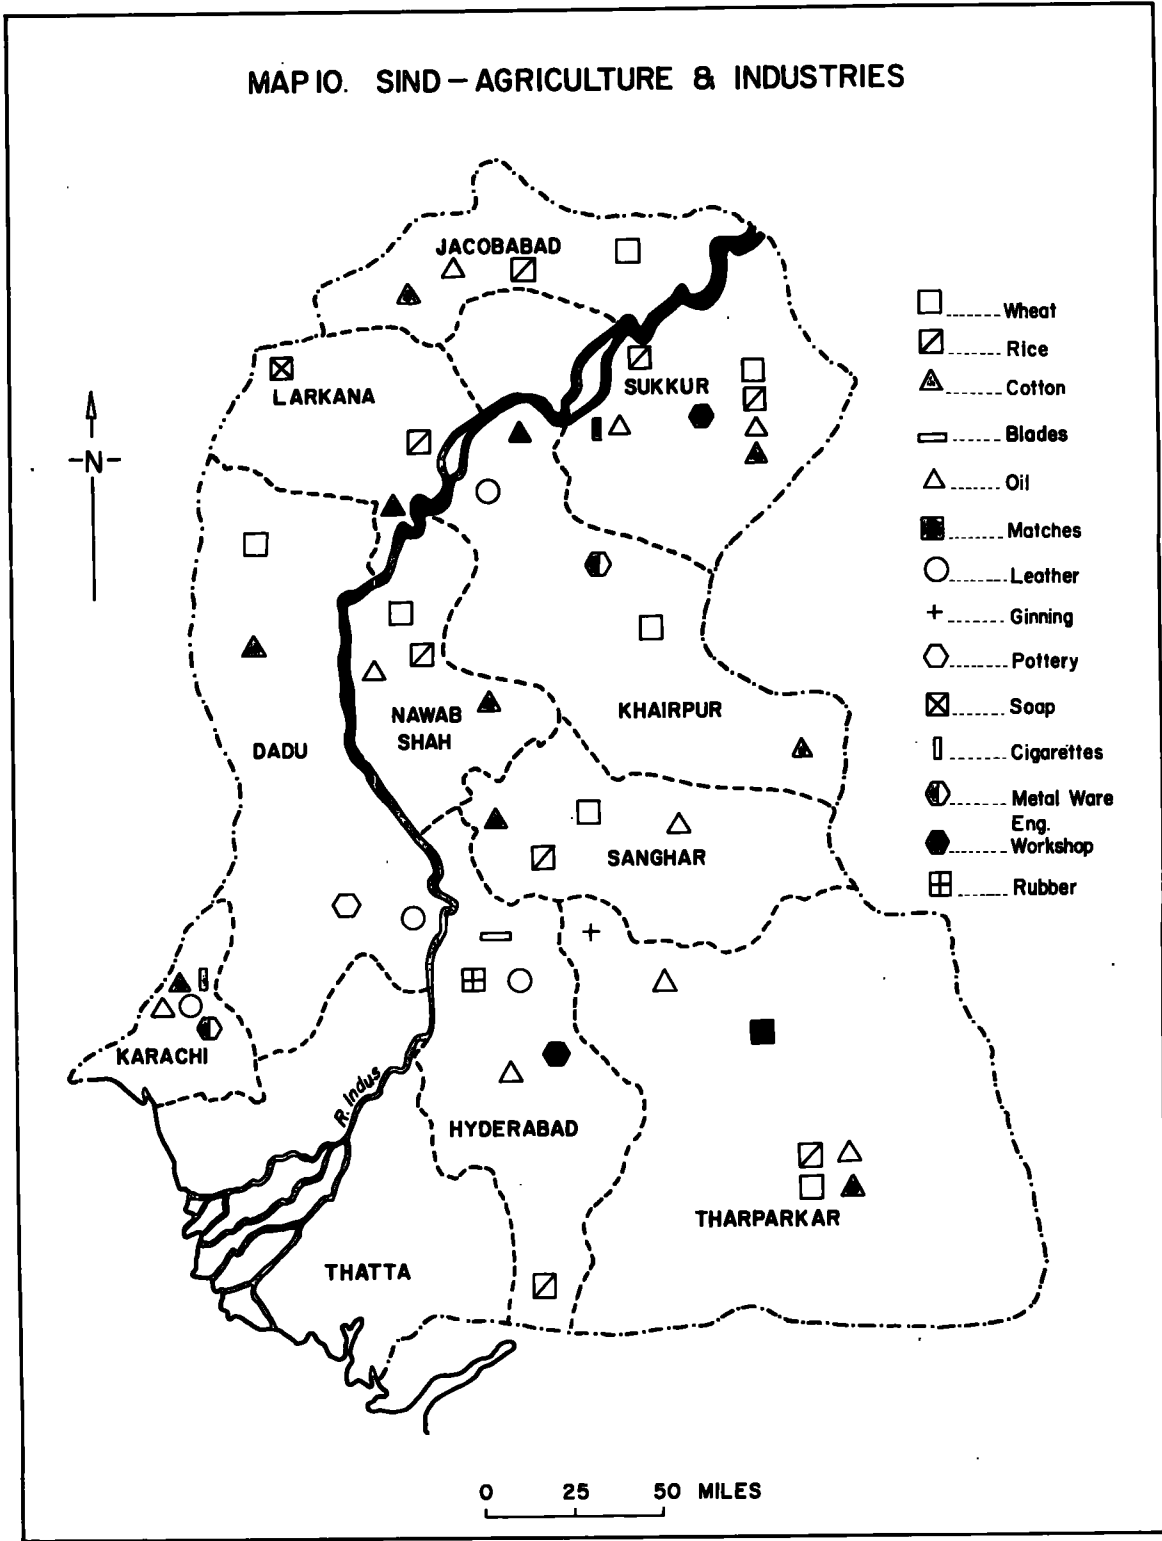 MAP 10. SIND - AGRICULTURE & INDUSTRIES
JACOBABAD
LARKANA
SUKKUR
-N-
NAWAB
SHAH
KHAIRPUR
DADU
SANGHAR
KARACHI
R. Indus
HYDERABAD
THARPARKAR
THATTA
Wheat
Rice
Cotton
Blades
Oil
Matches
Leather
Ginning
Pottery
Soap
Cigarettes
Metal Ware
Eng.
Workshop
Rubber
0 25 50 MILES